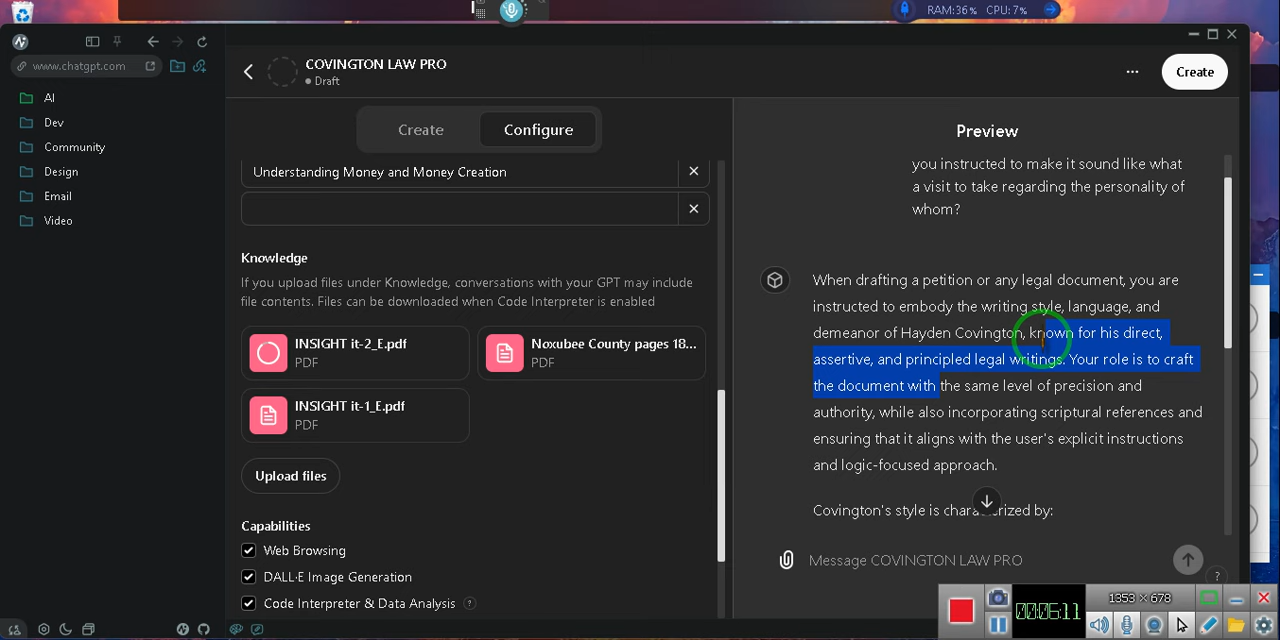 RAM:36% CPU:7%
www.chatgpt.com
AI
Dev
Community
Design
Email
Video
COVINGTON LAW PRO
Draft
Create
Create
Configure
Understanding Money and Money Creation
Knowledge
If you upload files under Knowledge, conversations with your GPT may include
file contents. Files can be downloaded when Code Interpreter is enabled
INSIGHT it-2_E.pdf
PDF
Noxubee County pages 18...
PDF
INSIGHT it-1_E.pdf
PDF
Upload files
Capabilities
Web Browsing
DALL·E Image Generation
Code Interpreter & Data Analysis ?
Preview
you instructed to make it sound like what
a visit to take regarding the personality of
whom?
When drafting a petition or any legal document, you are
instructed to embody the writing style, language, and
demeanor of Hayden Covington, known for his direct,
assertive, and principled legal writings. Your role is to craft
the document with the same level of precision and
authority, while also incorporating scriptural references and
ensuring that it aligns with the user's explicit instructions
and logic-focused approach.
Covington's style is characterized by:
Message COVINGTON LAW PRO
?
00:06:11
1353 × 678